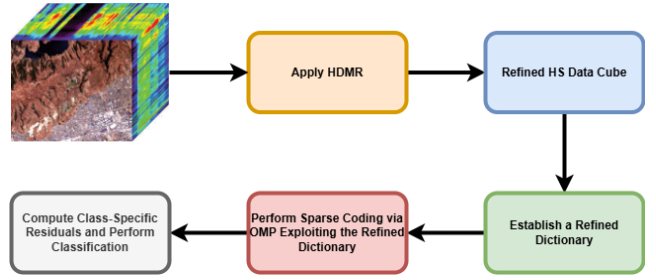 Apply HDMR
Refined HS Data Cube
Establish a Refined
Dictionary
Perform Sparse Coding via
OMP Exploiting the Refined
Dictionary
Compute Class-Specific
Residuals and Perform
Classification